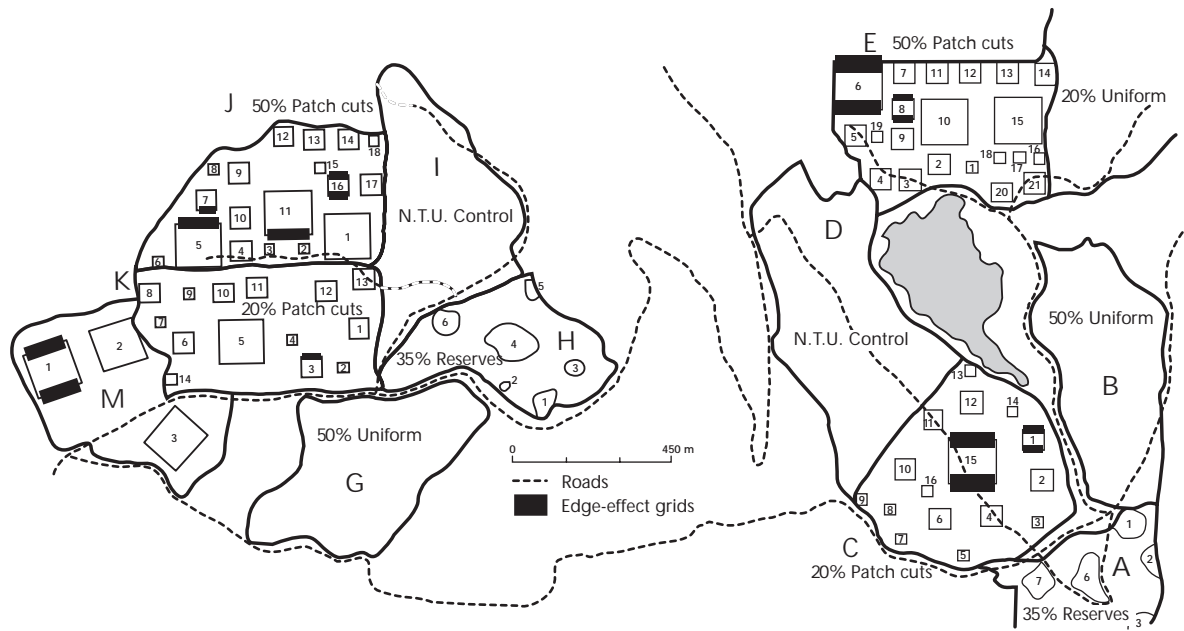 E 50% Patch cuts
6 7 11 12 13 14
20% Uniform
8
10 15
J 50% Patch cuts
19
5 9
12 13 14
18
18 16
17
2 1
8 9 15
I
4 3
7 16 17
20 21
10 11
N.T.U. Control
D
5 4 3 2 1
6
K
8 9 10 11 12 13
5
20% Patch cuts
50% Uniform
7
6
H
1
N.T.U. Control
2 6 5 4
4
1 35% Reserves
3 2 3
13
14
2
B
M
1
12 14
11
3
50% Uniform
1
0 450 m
15
10
G
Roads
16
2
Edge-effect grids
9
8 6 4 3
1
7
C
5
2
20% Patch cuts
A
7 6
35% Reserves
3